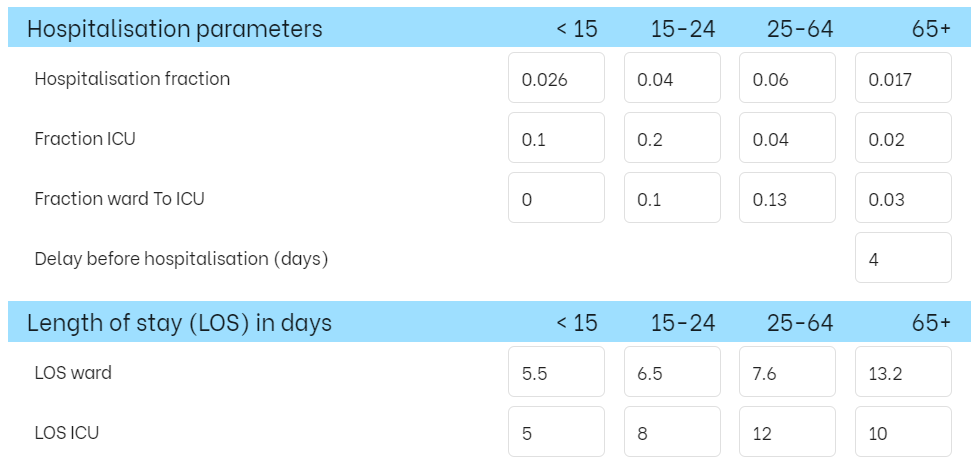 Hospitalisation parameters < 15 15-24 25-64 65+
Hospitalisation fraction 0.026 0.04 0.06 0.017
Fraction ICU 0.1 0.2 0.04 0.02
Fraction ward To ICU 0 0.1 0.13 0.03
Delay before hospitalisation (days) 4
Length of stay (LOS) in days < 15 15-24 25-64 65+
LOS ward 5.5 6.5 7.6 13.2
LOS ICU 5 8 12 10